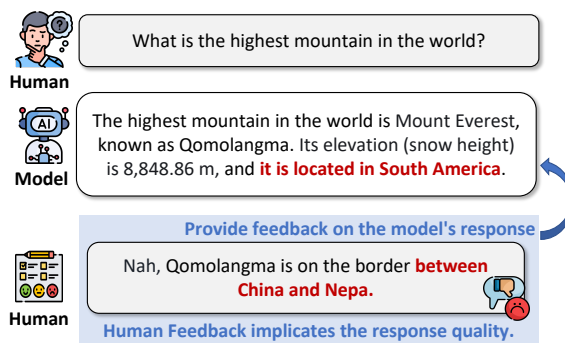 What is the highest mountain in the world?
Human
AI
The highest mountain in the world is Mount Everest,
known as Qomolangma. Its elevation (snow height)
is 8,848.86 m, and it is located in South America.
Model
Provide feedback on the model's response
Nah, Qomolangma is on the border between
China and Nepa.
Human
Human Feedback implicates the response quality.